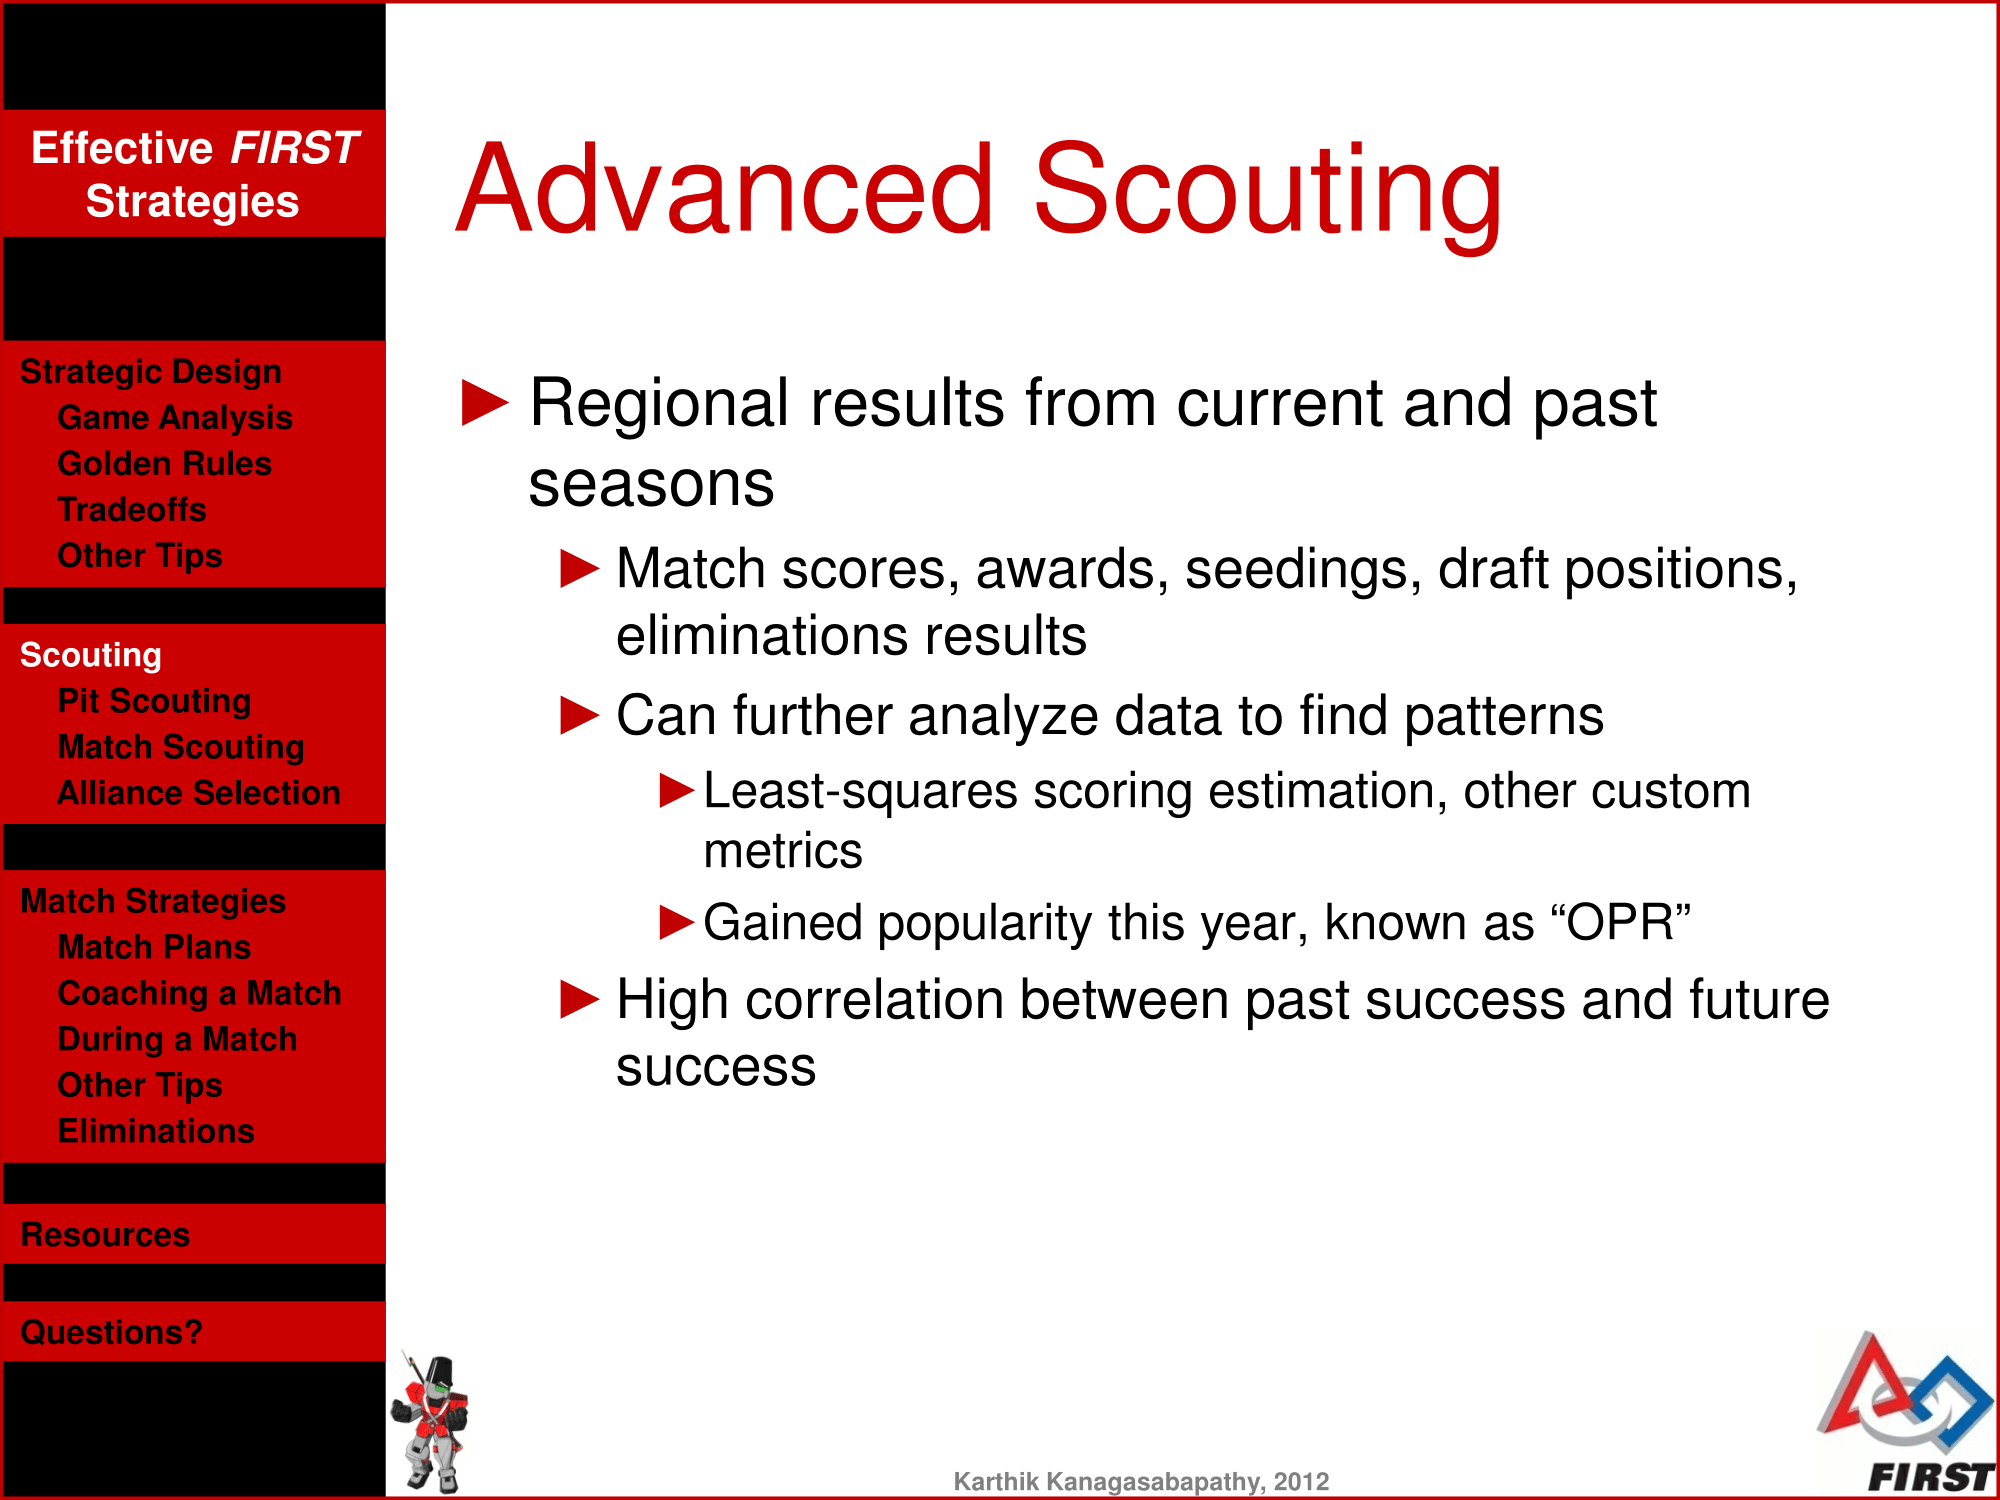 Effective FIRST
Strategies
Strategic Design
Game Analysis
Golden Rules
Tradeoffs
Other Tips
Scouting
Pit Scouting
Match Scouting
Alliance Selection
Match Strategies
Match Plans
Coaching a Match
During a Match
Other Tips
Eliminations
Resources
Questions?
Advanced Scouting
Regional results from current and past
seasons
Match scores, awards, seedings, draft positions,
eliminations results
Can further analyze data to find patterns
Least-squares scoring estimation, other custom
metrics
Gained popularity this year, known as “OPR”
High correlation between past success and future
success
Karthik Kanagasabapathy, 2012
FIRST